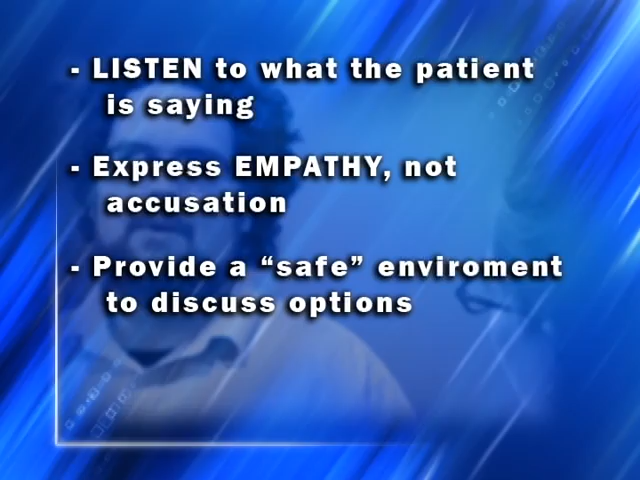 - LISTEN to what the patient
is saying
- Express EMPATHY, not
accusation
- Provide a “safe” enviroment
to discuss options